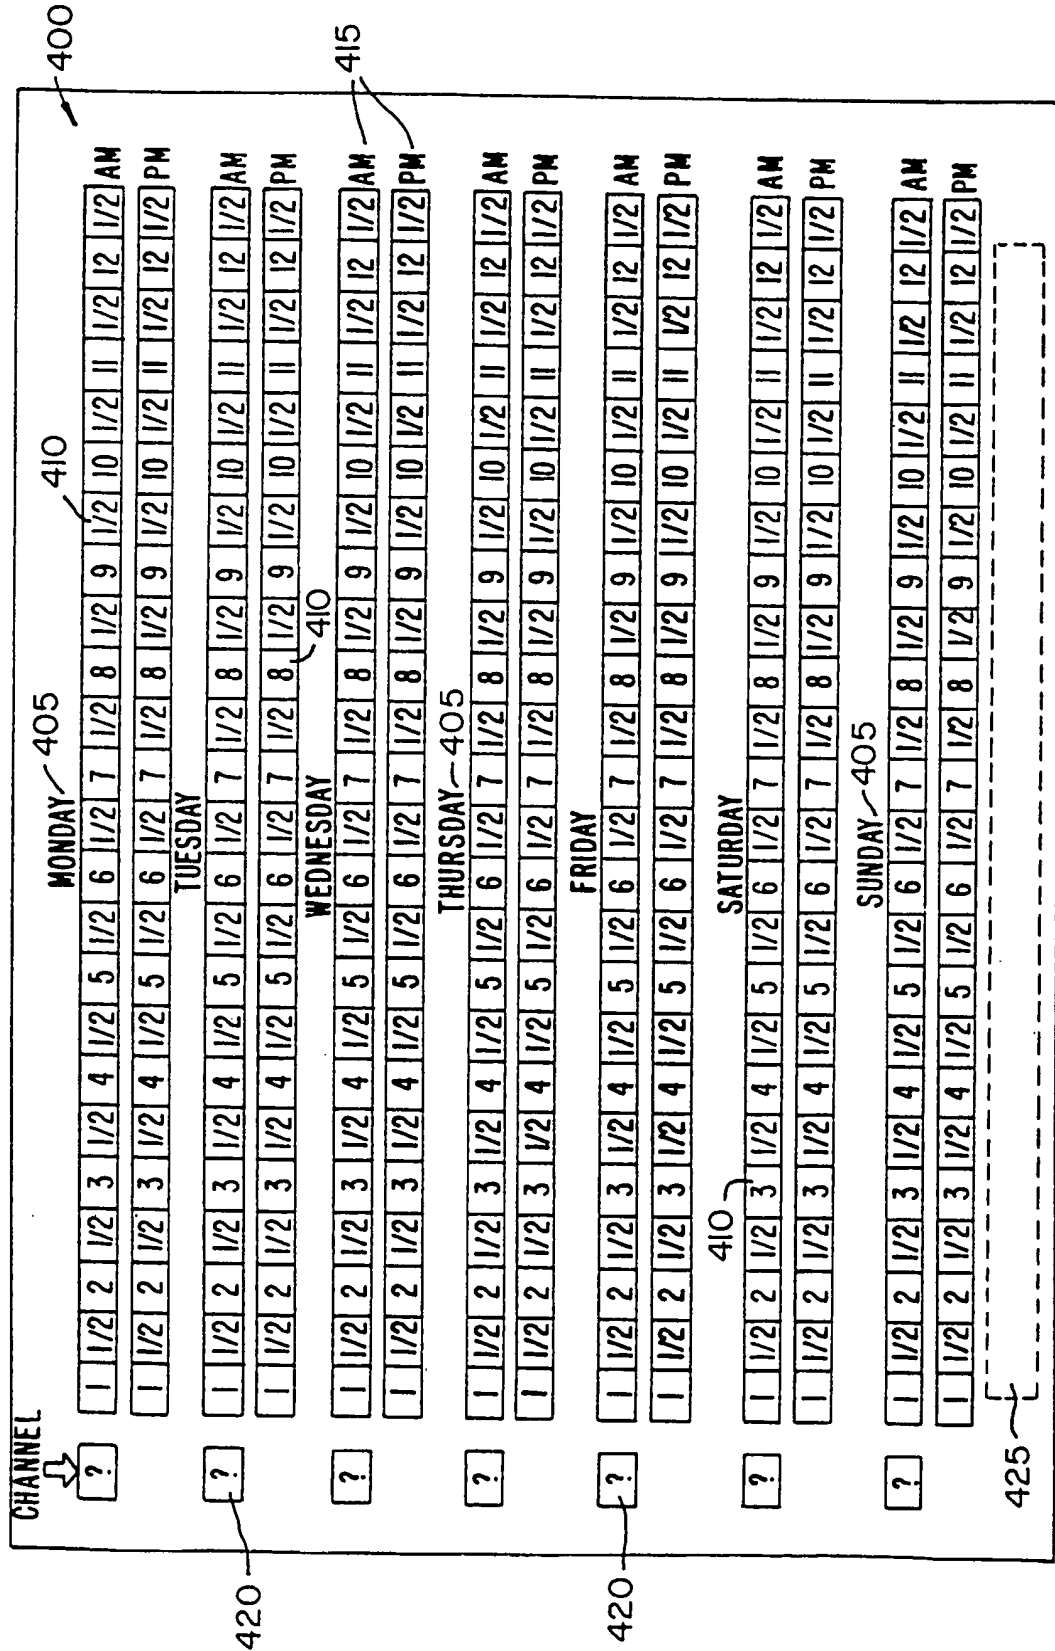 400
CHANNEL
MONDAY 405
410
? 1 1/2 2 1/2 3 1/2 4 1/2 5 1/2 6 1/2 7 1/2 8 1/2 9 1/2 10 1/2 11 1/2 12 1/2 AM
1 1/2 2 1/2 3 1/2 4 1/2 5 1/2 6 1/2 7 1/2 8 1/2 9 1/2 10 1/2 11 1/2 12 1/2 PM
TUESDAY
? 1 1/2 2 1/2 3 1/2 4 1/2 5 1/2 6 1/2 7 1/2 8 1/2 9 1/2 10 1/2 11 1/2 12 1/2 AM
420
1 1/2 2 1/2 3 1/2 4 1/2 5 1/2 6 1/2 7 1/2 8 1/2 9 1/2 10 1/2 11 1/2 12 1/2 PM
410
415
WEDNESDAY
? 1 1/2 2 1/2 3 1/2 4 1/2 5 1/2 6 1/2 7 1/2 8 1/2 9 1/2 10 1/2 11 1/2 12 1/2 AM
1 1/2 2 1/2 3 1/2 4 1/2 5 1/2 6 1/2 7 1/2 8 1/2 9 1/2 10 1/2 11 1/2 12 1/2 PM
THURSDAY 405
? 1 1/2 2 1/2 3 1/2 4 1/2 5 1/2 6 1/2 7 1/2 8 1/2 9 1/2 10 1/2 11 1/2 12 1/2 AM
1 1/2 2 1/2 3 1/2 4 1/2 5 1/2 6 1/2 7 1/2 8 1/2 9 1/2 10 1/2 11 1/2 12 1/2 PM
FRIDAY
? 1 1/2 2 1/2 3 1/2 4 1/2 5 1/2 6 1/2 7 1/2 8 1/2 9 1/2 10 1/2 11 1/2 12 1/2 AM
420
1 1/2 2 1/2 3 1/2 4 1/2 5 1/2 6 1/2 7 1/2 8 1/2 9 1/2 10 1/2 11 1/2 12 1/2 PM
410
SATURDAY
? 1 1/2 2 1/2 3 1/2 4 1/2 5 1/2 6 1/2 7 1/2 8 1/2 9 1/2 10 1/2 11 1/2 12 1/2 AM
1 1/2 2 1/2 3 1/2 4 1/2 5 1/2 6 1/2 7 1/2 8 1/2 9 1/2 10 1/2 11 1/2 12 1/2 PM
SUNDAY 405
? 1 1/2 2 1/2 3 1/2 4 1/2 5 1/2 6 1/2 7 1/2 8 1/2 9 1/2 10 1/2 11 1/2 12 1/2 AM
1 1/2 2 1/2 3 1/2 4 1/2 5 1/2 6 1/2 7 1/2 8 1/2 9 1/2 10 1/2 11 1/2 12 1/2 PM
425